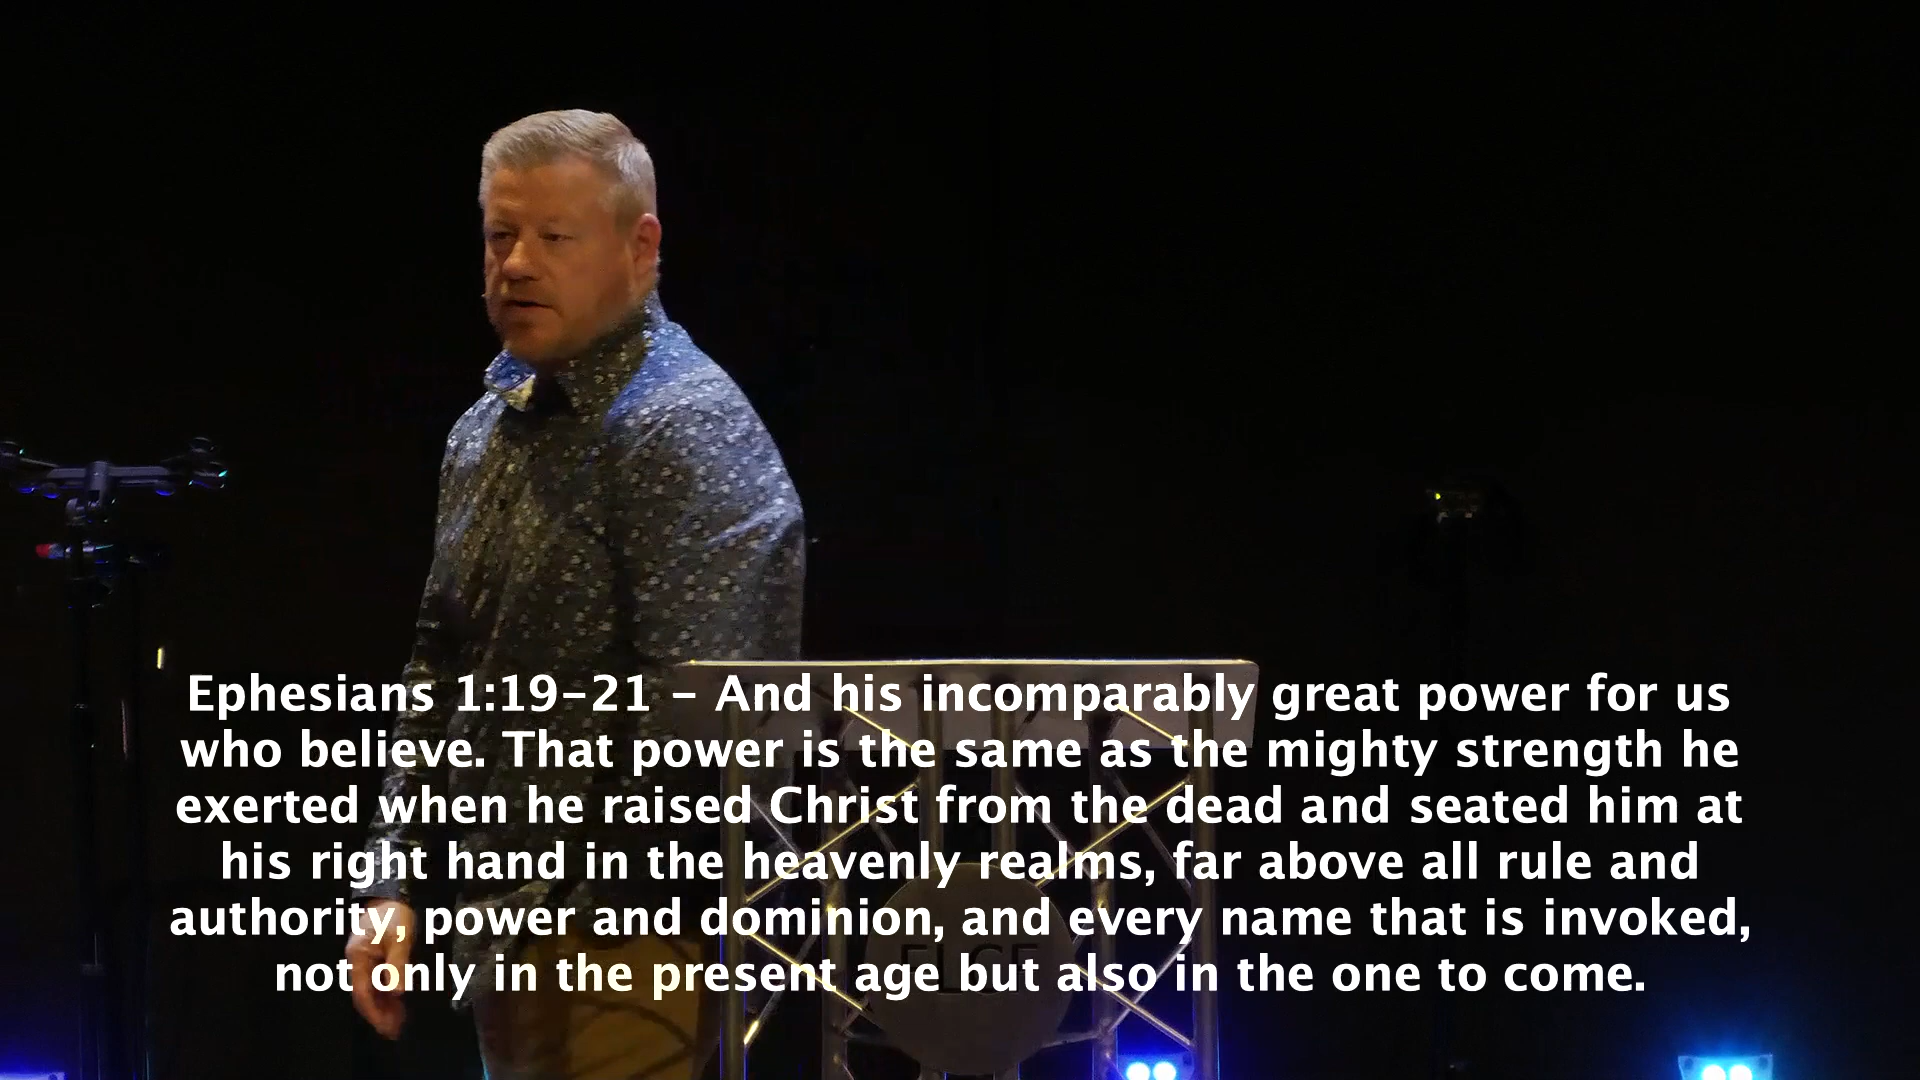 Ephesians 1:19-21 - And his incomparably great power for us
who believe. That power is the same as the mighty strength he
exerted when he raised Christ from the dead and seated him at
his right hand in the heavenly realms, far above all rule and
authority, power and dominion, and every name that is invoked,
not only in the present age but also in the one to come.